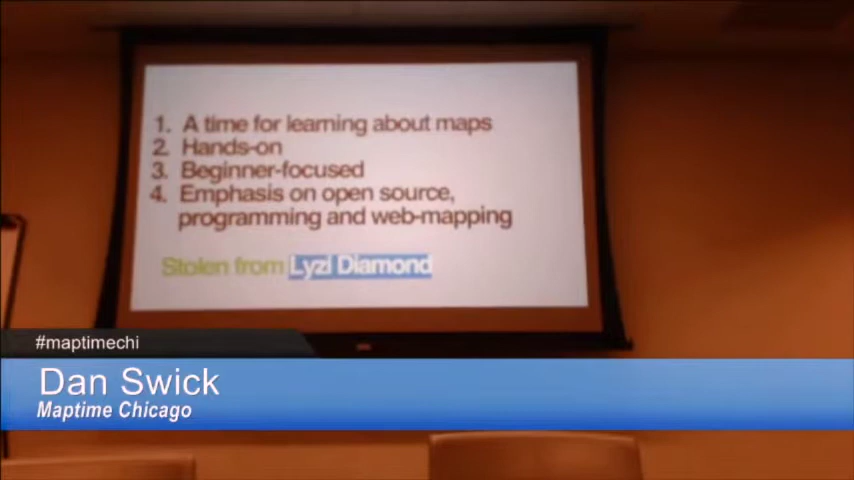 1. A time for learning about maps
2. Hands-on
3. Beginner-focused
4. Emphasis on open source,
programming and web-mapping
Stolen from Lyzi Diamond
#maptimechi
Dan Swick
Maptime Chicago